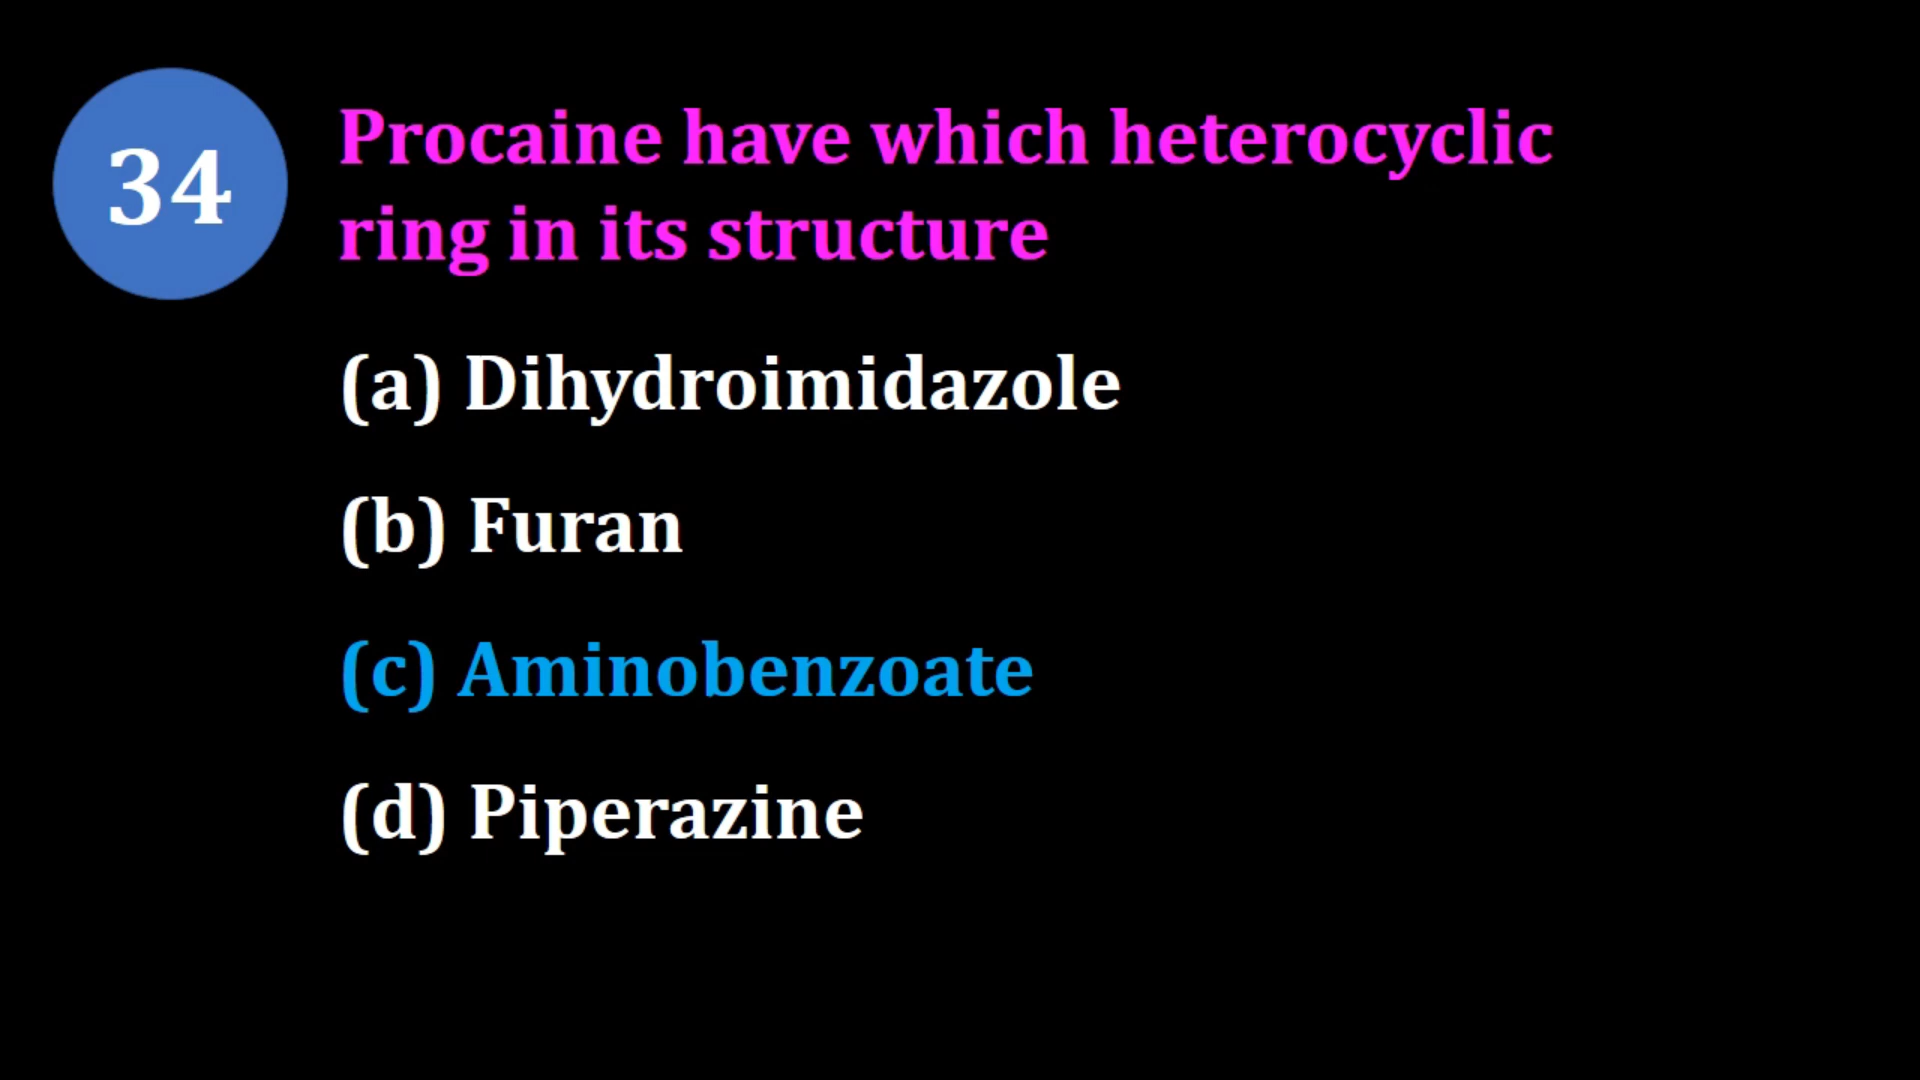 34
Procaine have which heterocyclic
ring in its structure
(a) Dihydroimidazole
(b) Furan
(c) Aminobenzoate
(d) Piperazine